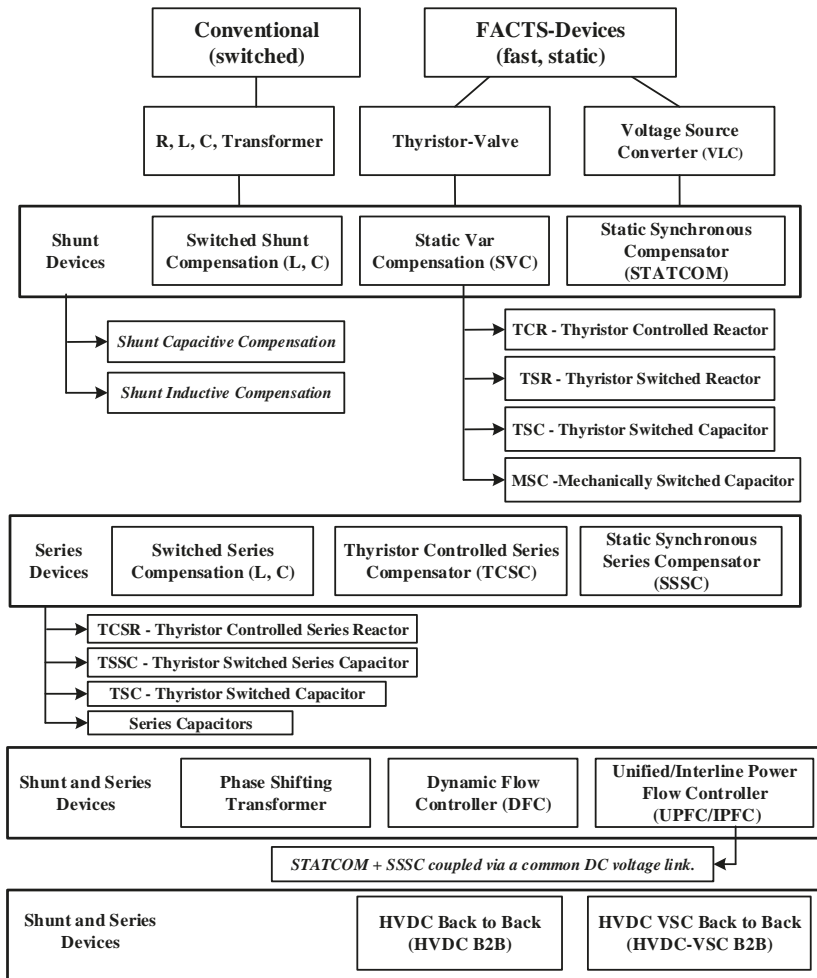 Conventional
(switched)
FACTS-Devices
(fast, static)
R, L, C, Transformer
Thyristor-Valve
Voltage Source
Converter (VLC)
Shunt
Devices
Switched Shunt
Compensation (L, C)
Static Var
Compensation (SVC)
Static Synchronous
Compensator
(STATCOM)
Shunt Capacitive Compensation
Shunt Inductive Compensation
TCR - Thyristor Controlled Reactor
TSR - Thyristor Switched Reactor
TSC - Thyristor Switched Capacitor
MSC -Mechanically Switched Capacitor
Series
Devices
Switched Series
Compensation (L, C)
Thyristor Controlled Series
Compensator (TCSC)
Static Synchronous
Series Compensator
(SSSC)
TCSR - Thyristor Controlled Series Reactor
TSSC - Thyristor Switched Series Capacitor
TSC - Thyristor Switched Capacitor
Series Capacitors
Shunt and Series
Devices
Phase Shifting
Transformer
Dynamic Flow
Controller (DFC)
Unified/Interline Power
Flow Controller
(UPFC/IPFC)
STATCOM + SSSC coupled via a common DC voltage link.
Shunt and Series
Devices
HVDC Back to Back
(HVDC B2B)
HVDC VSC Back to Back
(HVDC-VSC B2B)